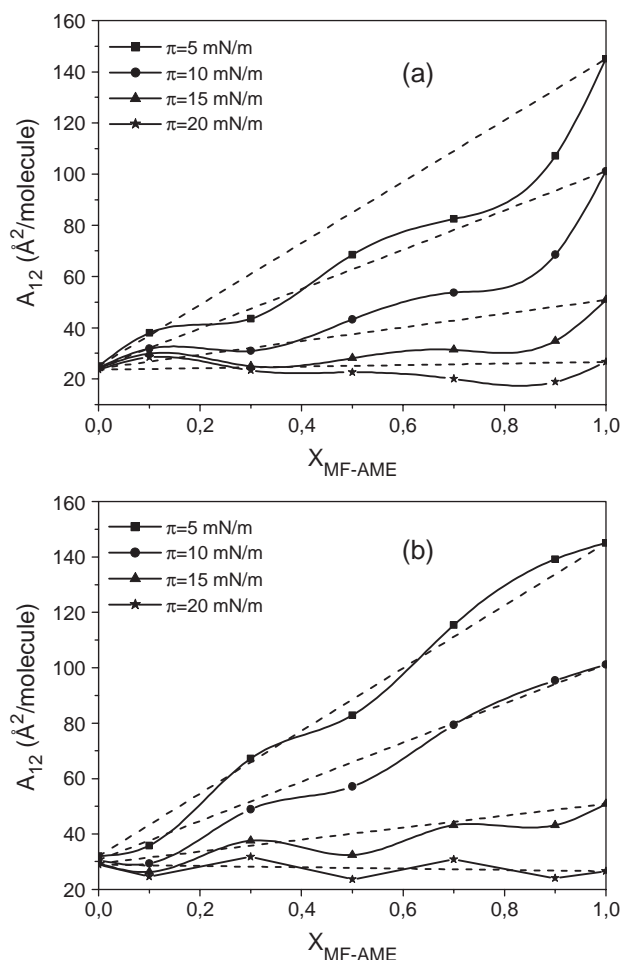 160
140
120
100
80
60
40
20
A₁₂ (Å²/molecule)
π=5 mN/m
π=10 mN/m
π=15 mN/m
π=20 mN/m
(a)
0,0 0,2 0,4 0,6 0,8 1,0
X_MF-AME
160
140
120
100
80
60
40
20
A₁₂ (Å²/molecule)
π=5 mN/m
π=10 mN/m
π=15 mN/m
π=20 mN/m
(b)
0,0 0,2 0,4 0,6 0,8 1,0
X_MF-AME